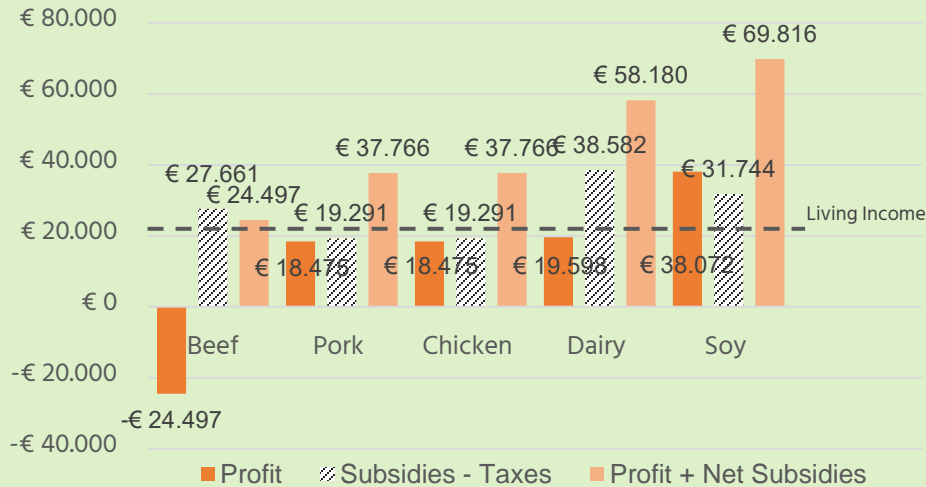 € 80.000
€ 69.816
€ 60.000
€ 58.180
€ 40.000
€ 37.766
€ 37.766
€ 38.582
€ 31.744
€ 27.661
€ 24.497
€ 19.291
€ 19.291
Living Income
€ 20.000
€ 18.475
€ 18.475
€ 19.598
€ 38.072
€ 0
Beef
Pork
Chicken
Dairy
Soy
-€ 20.000
-€ 24.497
-€ 40.000
Profit
Subsidies - Taxes
Profit + Net Subsidies